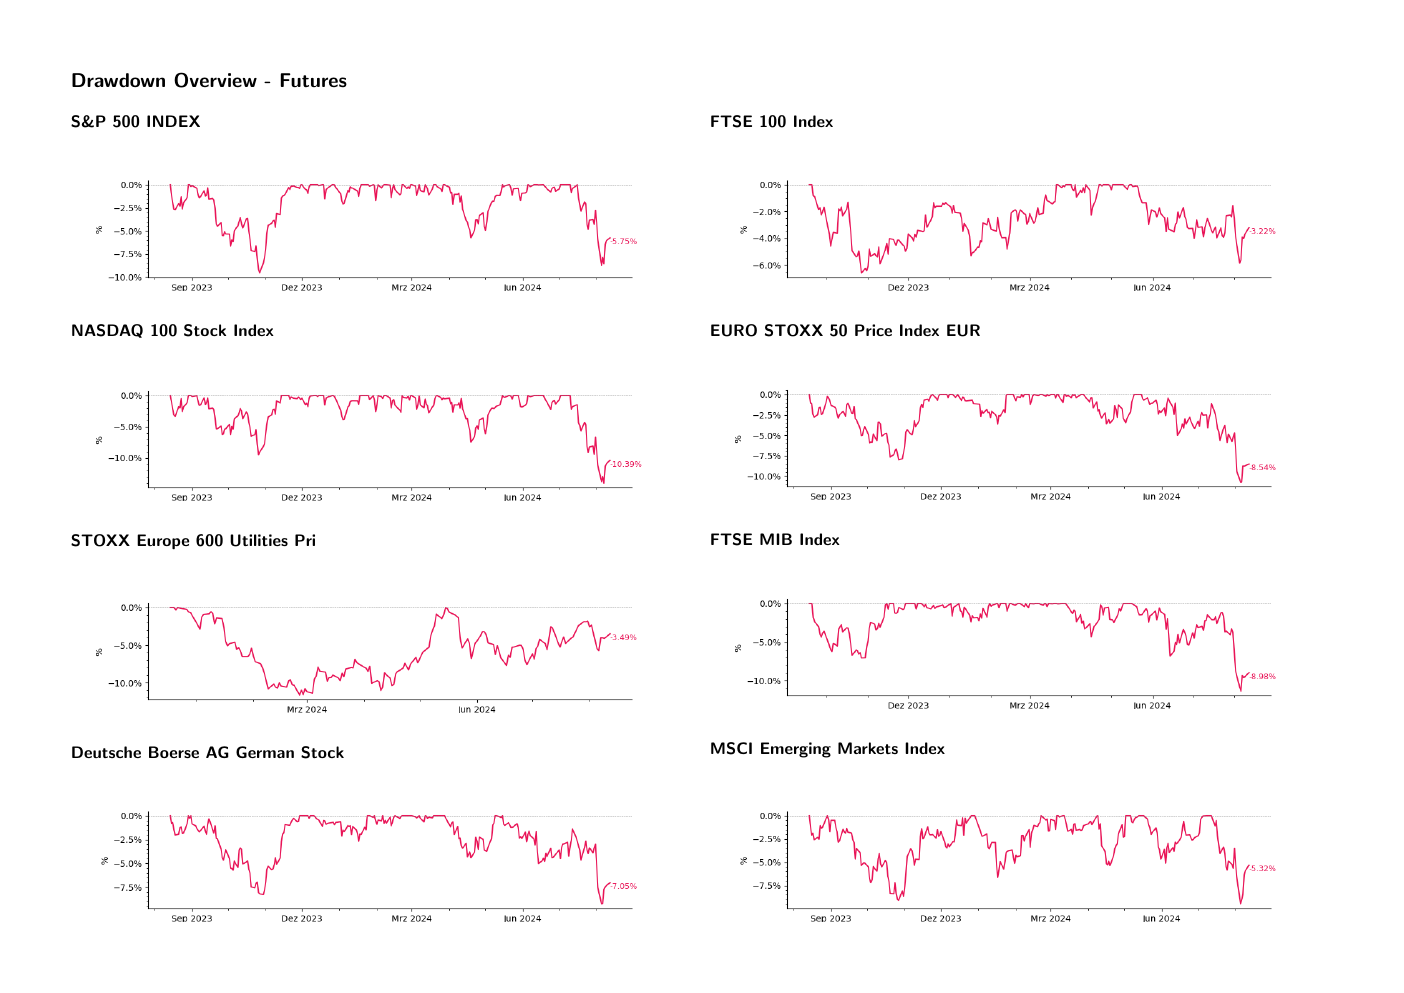 Drawdown Overview - Futures
S&P 500 INDEX
0.0%
−2.5%
−5.0%
−7.5%
−10.0%
%
-5.75%
Sep 2023 Dez 2023 Mrz 2024 Jun 2024
FTSE 100 Index
0.0%
−2.0%
−4.0%
−6.0%
%
-3.22%
Dez 2023 Mrz 2024 Jun 2024
NASDAQ 100 Stock Index
0.0%
−5.0%
−10.0%
%
-10.39%
Sep 2023 Dez 2023 Mrz 2024 Jun 2024
EURO STOXX 50 Price Index EUR
0.0%
−2.5%
−5.0%
−7.5%
−10.0%
%
-8.54%
Sep 2023 Dez 2023 Mrz 2024 Jun 2024
STOXX Europe 600 Utilities Pri
0.0%
−5.0%
−10.0%
%
-3.49%
Mrz 2024 Jun 2024
FTSE MIB Index
0.0%
−5.0%
−10.0%
%
-8.98%
Dez 2023 Mrz 2024 Jun 2024
Deutsche Boerse AG German Stock
0.0%
−2.5%
−5.0%
−7.5%
%
-7.05%
Sep 2023 Dez 2023 Mrz 2024 Jun 2024
MSCI Emerging Markets Index
0.0%
−2.5%
−5.0%
−7.5%
%
-5.32%
Sep 2023 Dez 2023 Mrz 2024 Jun 2024